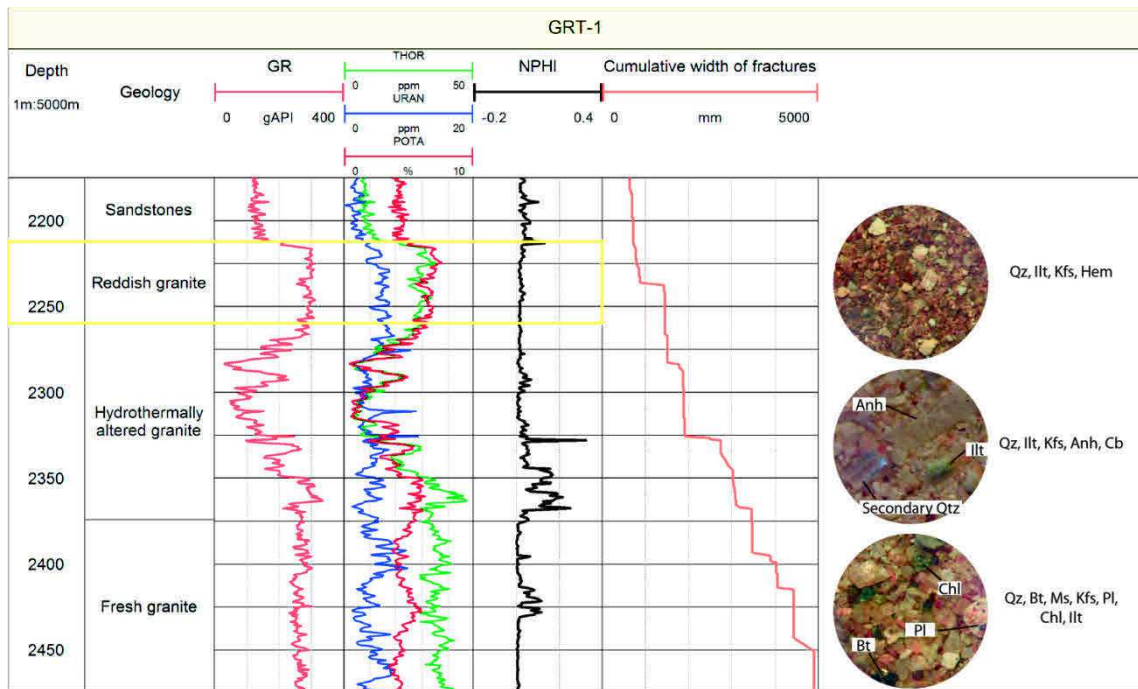 GRT-1
Depth
1m:5000m
Geology
GR
0 gAPI 400
THOR
0 ppm 50
URAN
0 ppm 20
POTA
0 % 10
NPHI
-0.2 0.4
Cumulative width of fractures
0 mm 5000
2200
2250
2300
2350
2400
2450
Sandstones
Reddish granite
Hydrothermally
altered granite
Fresh granite
Qz, Ilt, Kfs, Hem
Anh
Ilt
Secondary Qtz
Qz, Ilt, Kfs, Anh, Cb
Chl
Pl
Bt
Qz, Bt, Ms, Kfs, Pl,
Chl, Ilt